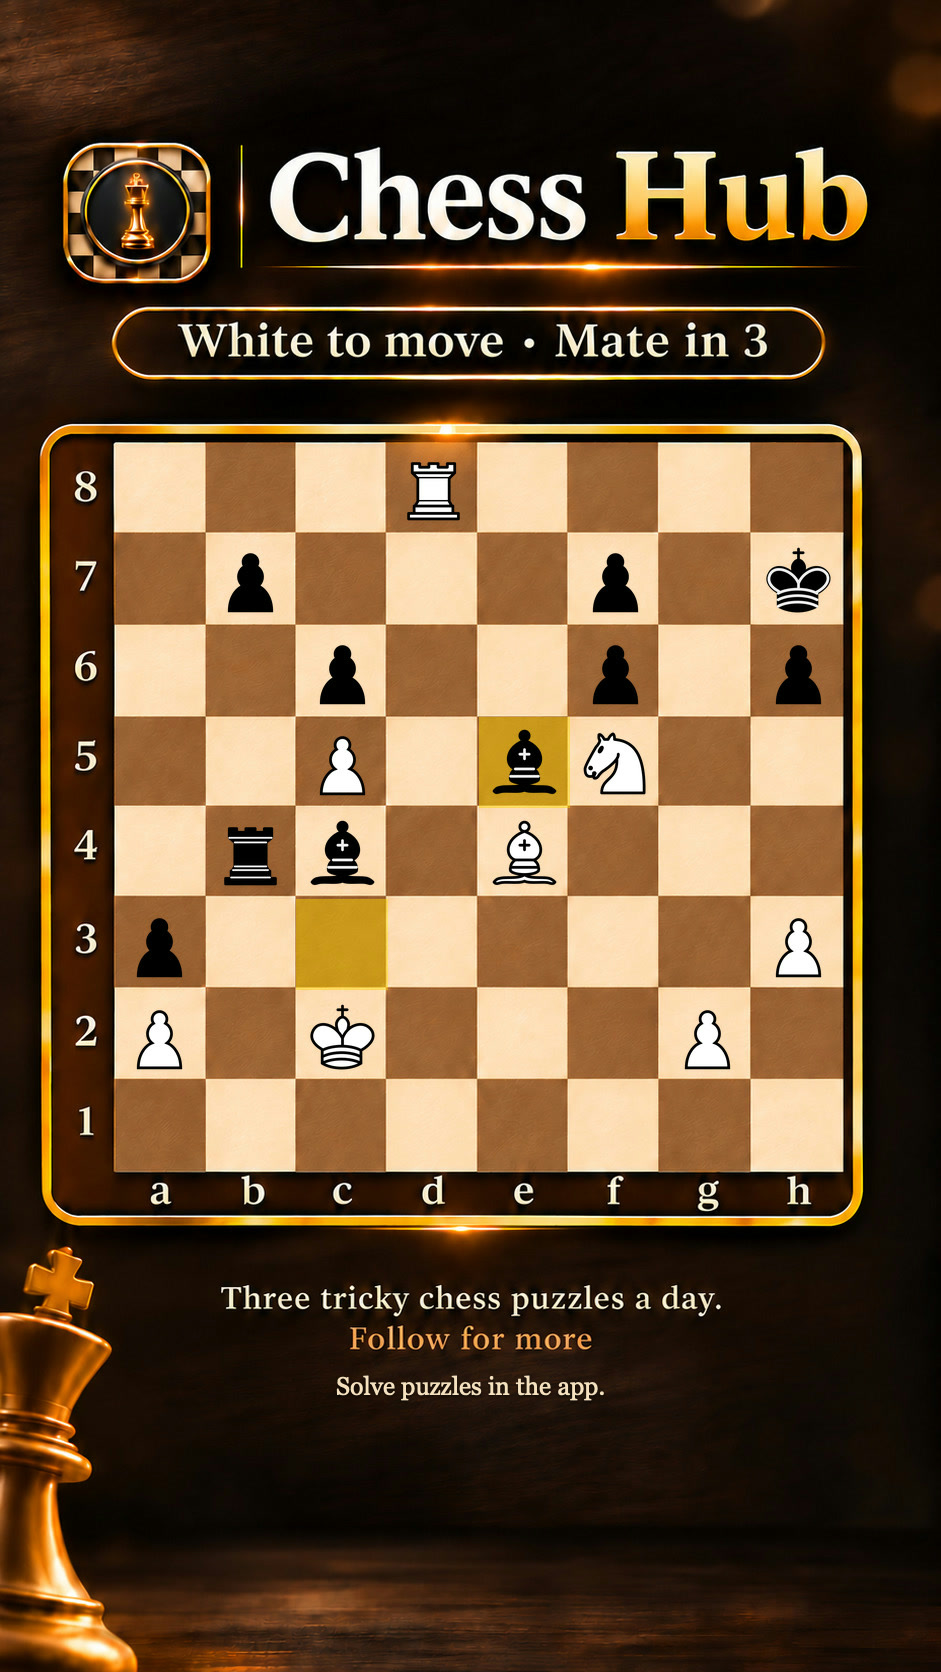 Chess Hub
White to move • Mate in 3
8
7
6
5
4
3
2
1
a b c d e f g h
Three tricky chess puzzles a day.
Follow for more
Solve puzzles in the app.